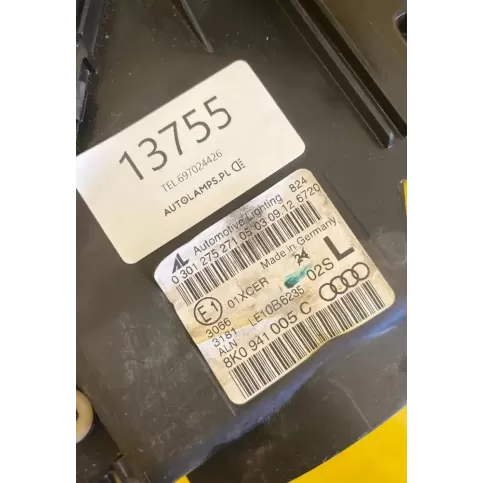 13755
TEL.697024426
AUTOLAMPS.PL
AL Automotive Lighting 824
0 301 275 271 05 03 09.12 6720
Made in Germany
E1 01XCER 24 L
3066 02S
3181 LE10B6235
ALN
8K0 941 005 C